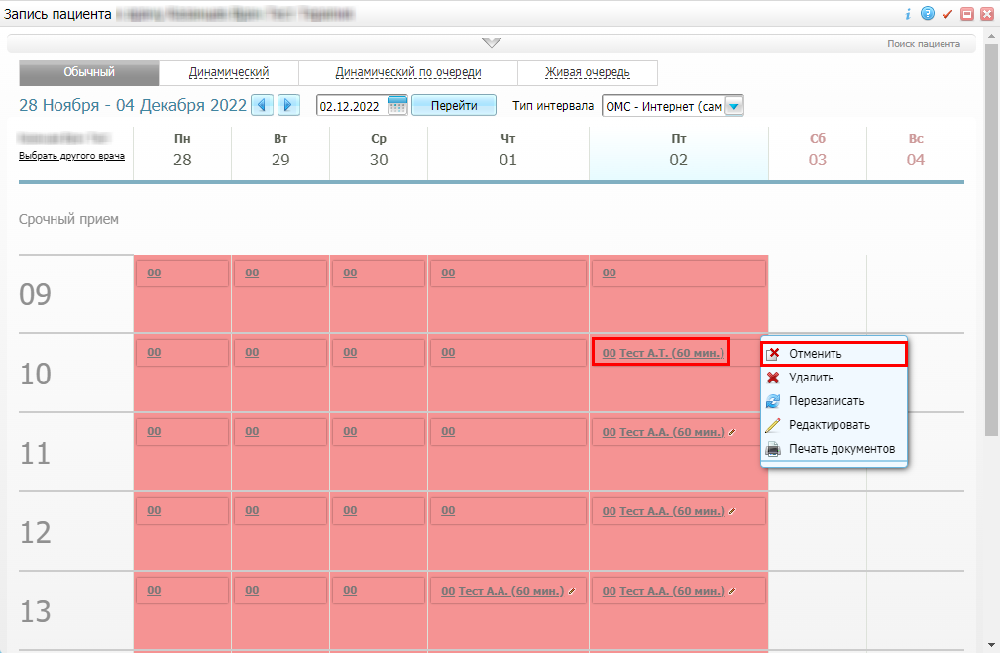 Запись пациента
Поиск пациента
Обычный Динамический Динамический по очереди Живая очередь
28 Ноября - 04 Декабря 2022 02.12.2022 Перейти Тип интервала ОМС - Интернет (сам
Выбрать другого врача
Пн Вт Ср Чт Пт Сб Вс
28 29 30 01 02 03 04
Срочный прием
09 00 00 00 00 00
10 00 00 00 00 00 Тест А.Т. (60 мин.)
Отменить
Удалить
Перезаписать
Редактировать
Печать документов
11 00 00 00 00 00 Тест А.А. (60 мин.)
12 00 00 00 00 00 Тест А.А. (60 мин.)
13 00 00 00 00 Тест А.А. (60 мин.) 00 Тест А.А. (60 мин.)